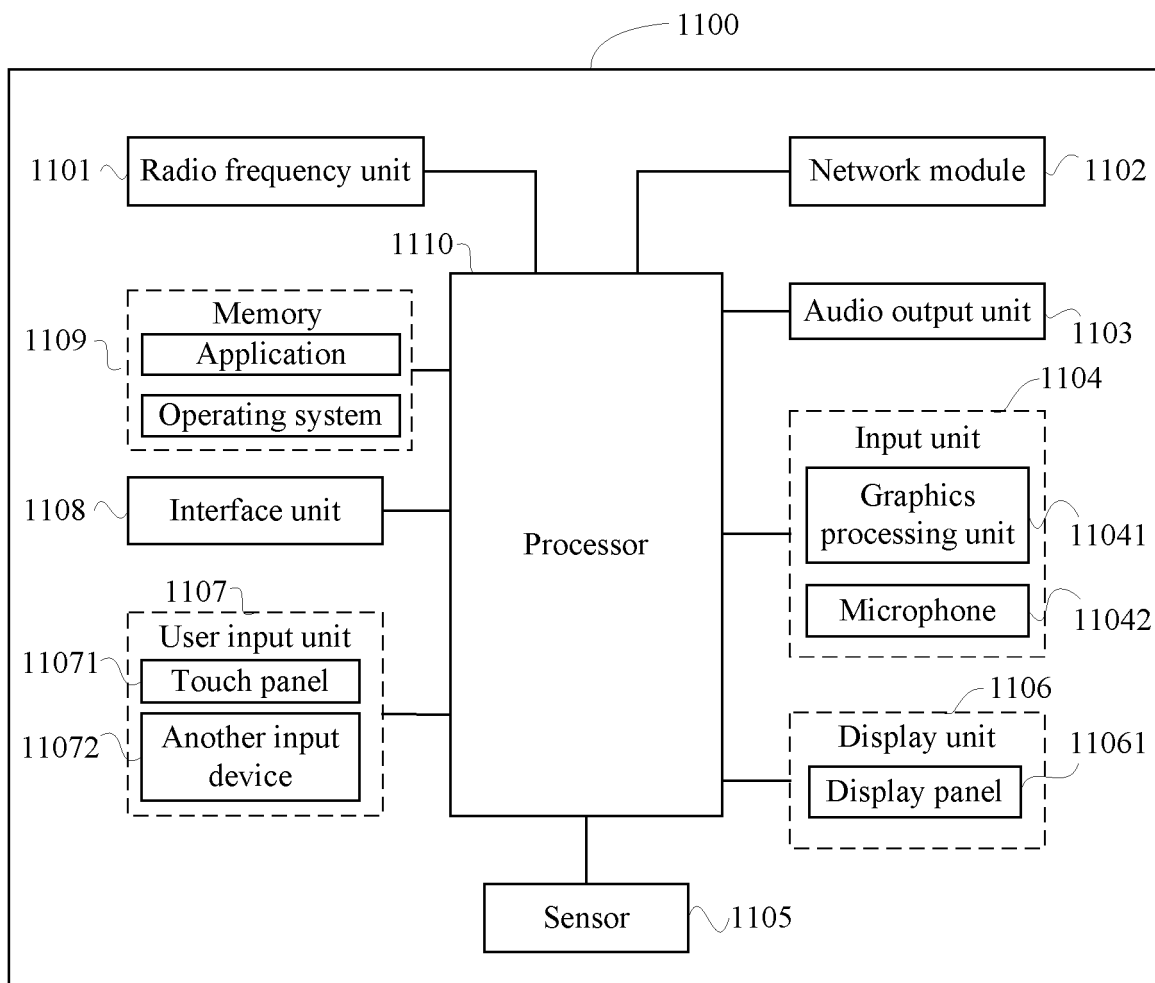 1100
1101
Radio frequency unit
Network module
1102
1110
Memory
1109
Application
Operating system
Audio output unit
1103
1104
Input unit
Graphics
processing unit
11041
Microphone
11042
1108
Interface unit
Processor
1107
User input unit
11071
Touch panel
11072
Another input
device
1106
Display unit
11061
Display panel
Sensor
1105